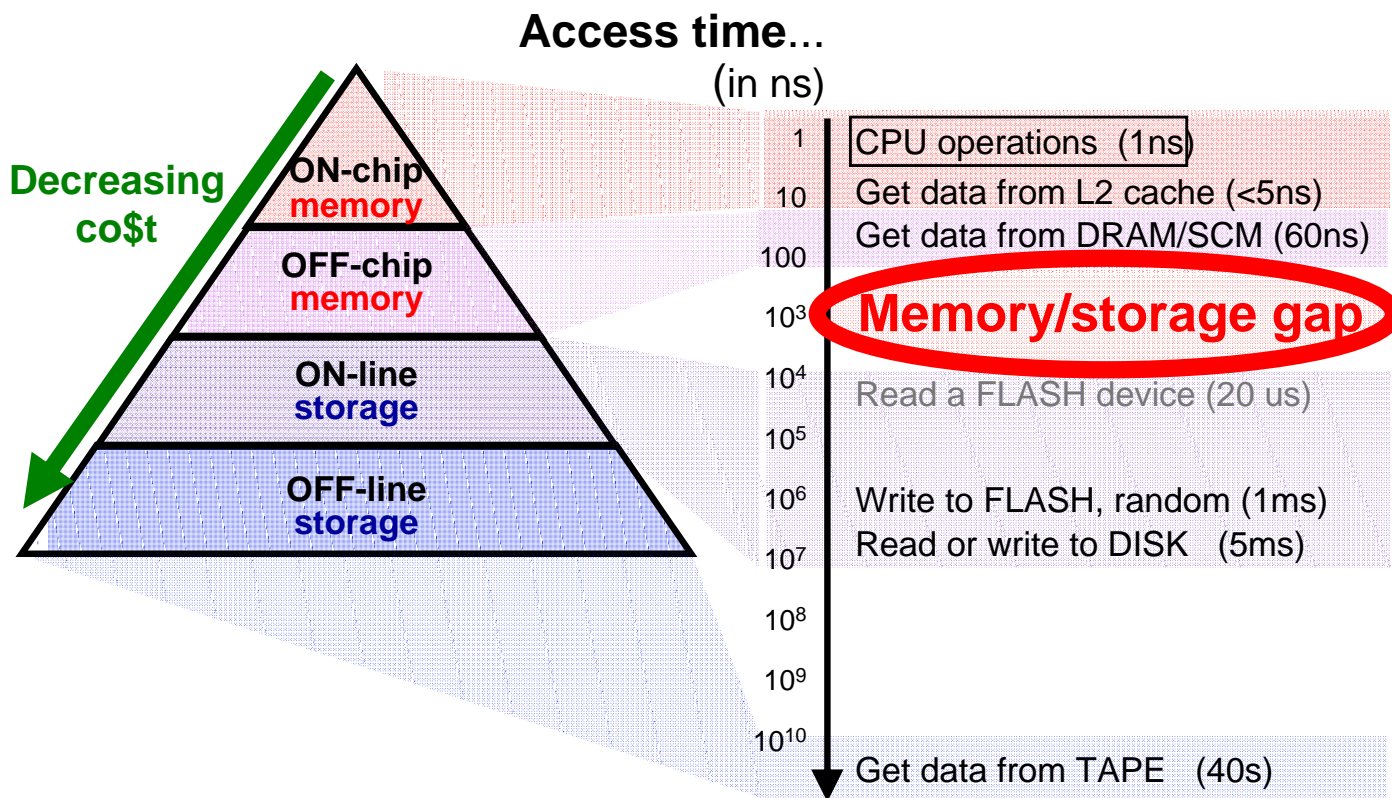 Access time...
(in ns)
Decreasing
co$t
ON-chip
memory
OFF-chip
memory
ON-line
storage
OFF-line
storage
1
CPU operations (1ns)
10
Get data from L2 cache (<5ns)
Get data from DRAM/SCM (60ns)
100
10³
Memory/storage gap
10⁴
Read a FLASH device (20 us)
10⁵
10⁶
Write to FLASH, random (1ms)
Read or write to DISK (5ms)
10⁷
10⁸
10⁹
10¹⁰
Get data from TAPE (40s)